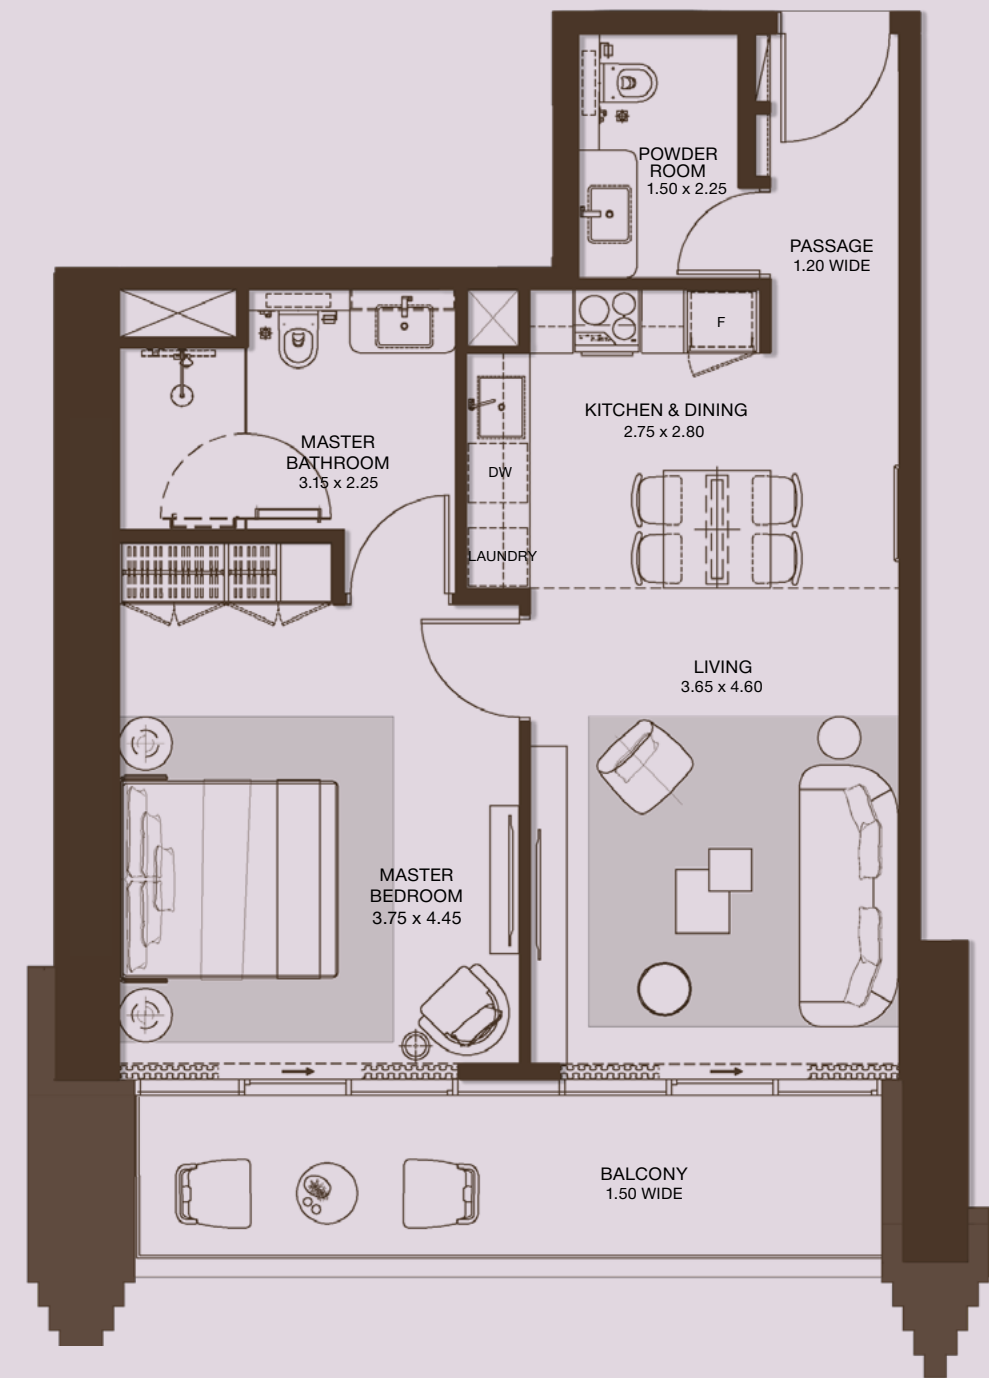 POWDER
ROOM
1.50 x 2.25
PASSAGE
1.20 WIDE
F
KITCHEN & DINING
2.75 x 2.80
MASTER
BATHROOM
3.15 x 2.25
DW
LAUNDRY
LIVING
3.65 x 4.60
MASTER
BEDROOM
3.75 x 4.45
BALCONY
1.50 WIDE